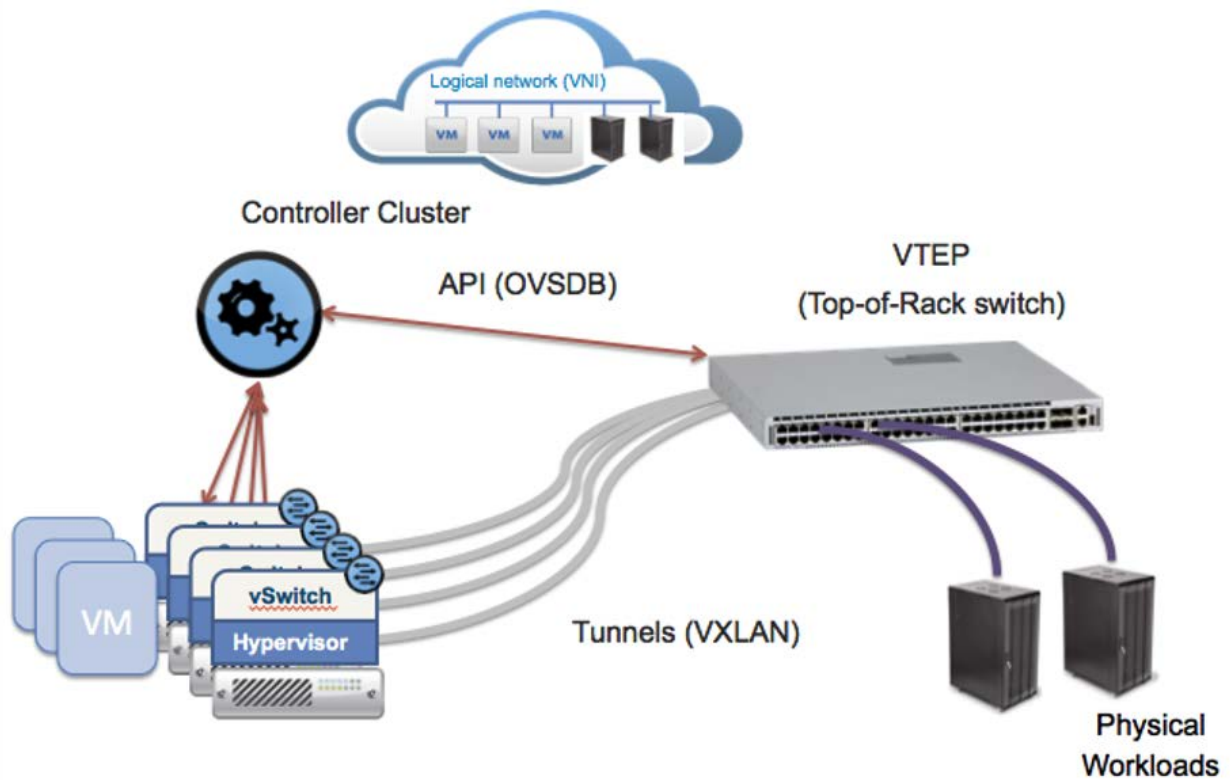 Logical network (VNI)
VM
VM
VM
Controller Cluster
API (OVSDB)
VTEP
(Top-of-Rack switch)
vSwitch
Hypervisor
VM
Tunnels (VXLAN)
Physical
Workloads